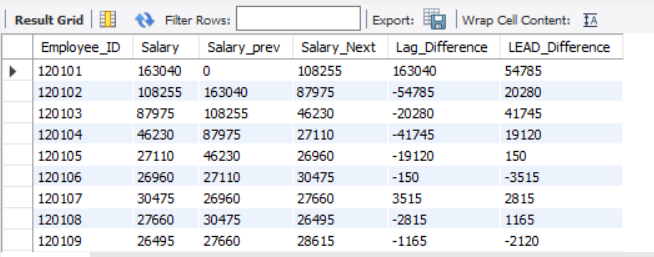 Result Grid Filter Rows: Export: Wrap Cell Content: IA
Employee_ID Salary Salary_prev Salary_Next Lag_Difference LEAD_Difference
120101 163040 0 108255 163040 54785
120102 108255 163040 87975 -54785 20280
120103 87975 108255 46230 -20280 41745
120104 46230 87975 27110 -41745 19120
120105 27110 46230 26960 -19120 150
120106 26960 27110 30475 -150 -3515
120107 30475 26960 27660 3515 2815
120108 27660 30475 26495 -2815 1165
120109 26495 27660 28615 -1165 -2120